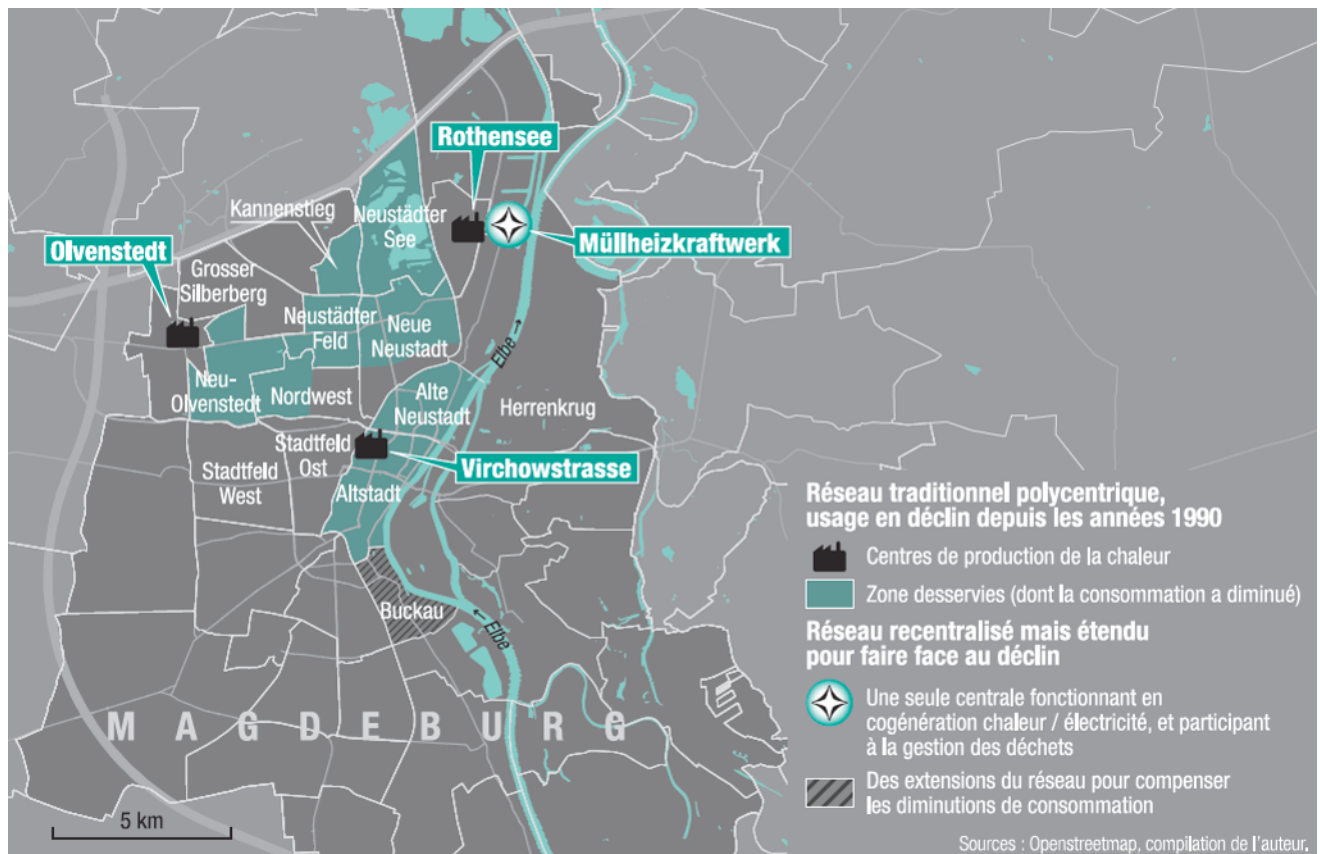 Rothensee
Kannenstieg
Neustädter
See
Olvenstedt
Müllheizkraftwerk
Grosser
Silberberg
Neustädter
Feld
Neue
Neustadt
Elbe →
Neu-
Olvenstedt
Nordwest
Alte
Neustadt
Herrenkrug
Stadtfeld
Ost
Stadtfeld
West
Virchowstrasse
Altstadt
Buckau
← Elbe
MAGDEBURG
5 km
Réseau traditionnel polycentrique,
usage en déclin depuis les années 1990
Centres de production de la chaleur
Zone desservies (dont la consommation a diminué)
Réseau recentralisé mais étendu
pour faire face au déclin
Une seule centrale fonctionnant en
cogénération chaleur / électricité, et participant
à la gestion des déchets
Des extensions du réseau pour compenser
les diminutions de consommation
Sources : Openstreetmap, compilation de l'auteur.